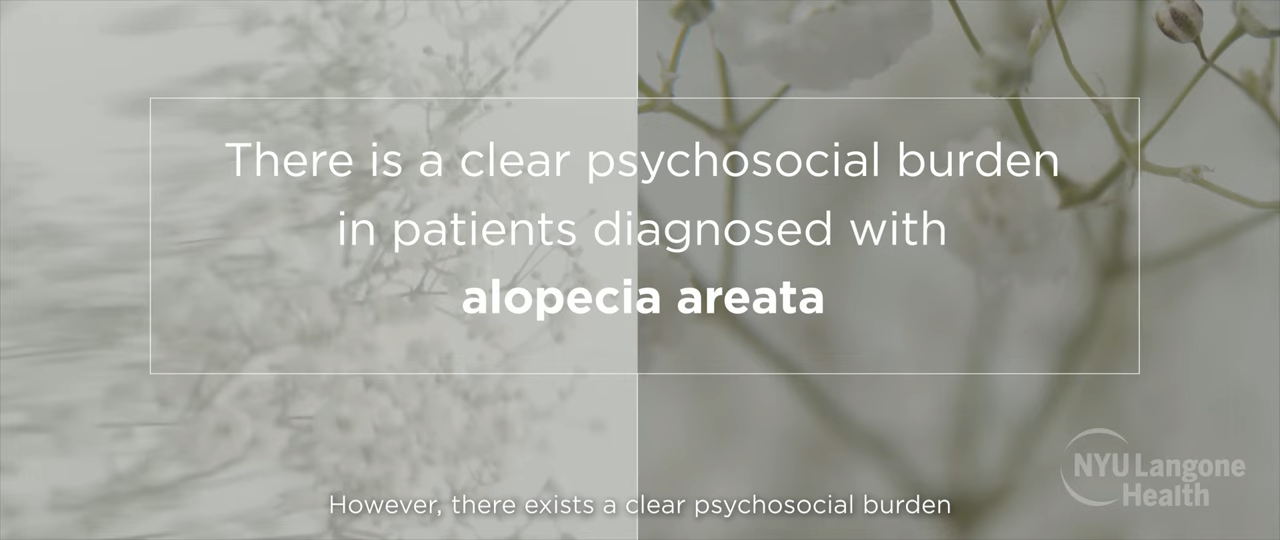 There is a clear psychosocial burden
in patients diagnosed with
alopecia areata
NYU Langone
Health
However, there exists a clear psychosocial burden